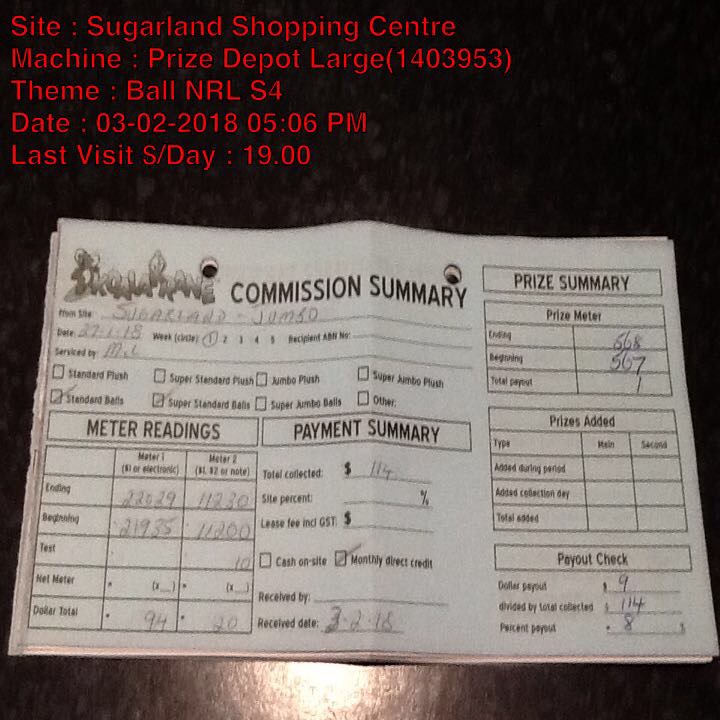 Site : Sugarland Shopping Centre
Machine : Prize Depot Large(1403953)
Theme : Ball NRL S4
Date : 03-02-2018 05:06 PM
Last Visit $/Day : 19.00
SKILLACRANE COMMISSION SUMMARY
From Site: SUGARLAND - JUMBO
Date: 27-1-18 Week (circle) 1 2 3 4 5 Recipient ABN No:
Serviced by
Standard Plush Super Standard Plush Jumbo Plush Super Jumbo Plush
Standard Balls Super Standard Balls Super Jumbo Balls Other:
METER READINGS
Meter 1 Meter 2
($1 or electronic) ($1, $2 or note)
Ending 22029 11230
Beginning 21935 11200
Test 10
Net Meter = (x__) = (x__)
Dollar Total = 94 = 20
PAYMENT SUMMARY
Total collected: $ 114
Site percent: %
Lease fee incl GST: $
Cash on-site Monthly direct credit
Received by:
Received date: 3-2-18
PRIZE SUMMARY
Prize Meter
Ending 568
Beginning 567
Total payout 1
Prizes Added
Type Main Second
Added during period
Added collection day
Total added
Payout Check
Dollar payout $ 9
divided by total collected $ 114
Percent payout = 8